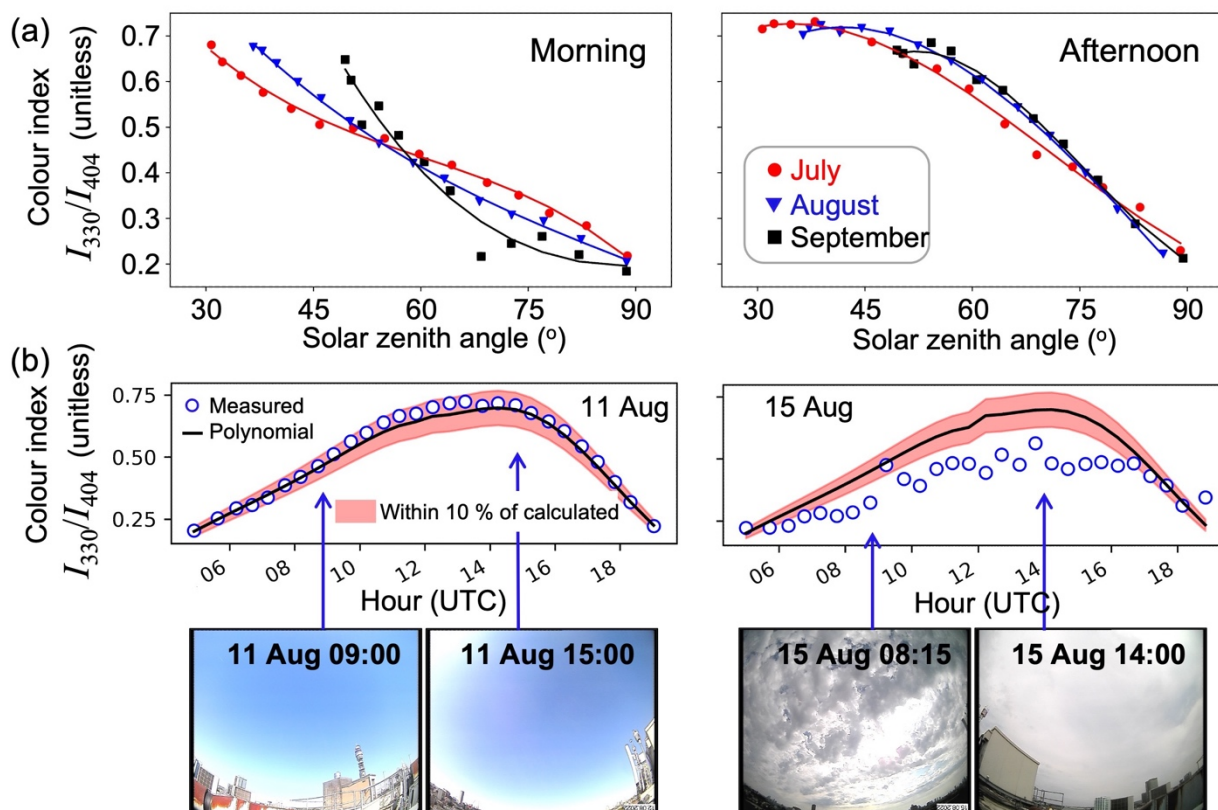 (a)
Morning
Colour index
I330/I404 (unitless)
0.7
0.6
0.5
0.4
0.3
0.2
30
45
60
75
90
Solar zenith angle (o)
Afternoon
July
August
September
30
45
60
75
90
Solar zenith angle (o)
(b)
Colour index
I330/I404 (unitless)
0.75
0.50
0.25
Measured
Polynomial
11 Aug
Within 10 % of calculated
06
08
10
12
14
16
18
Hour (UTC)
15 Aug
06
08
10
12
14
16
18
Hour (UTC)
11 Aug 09:00
11 Aug 15:00
15 Aug 08:15
15 Aug 14:00